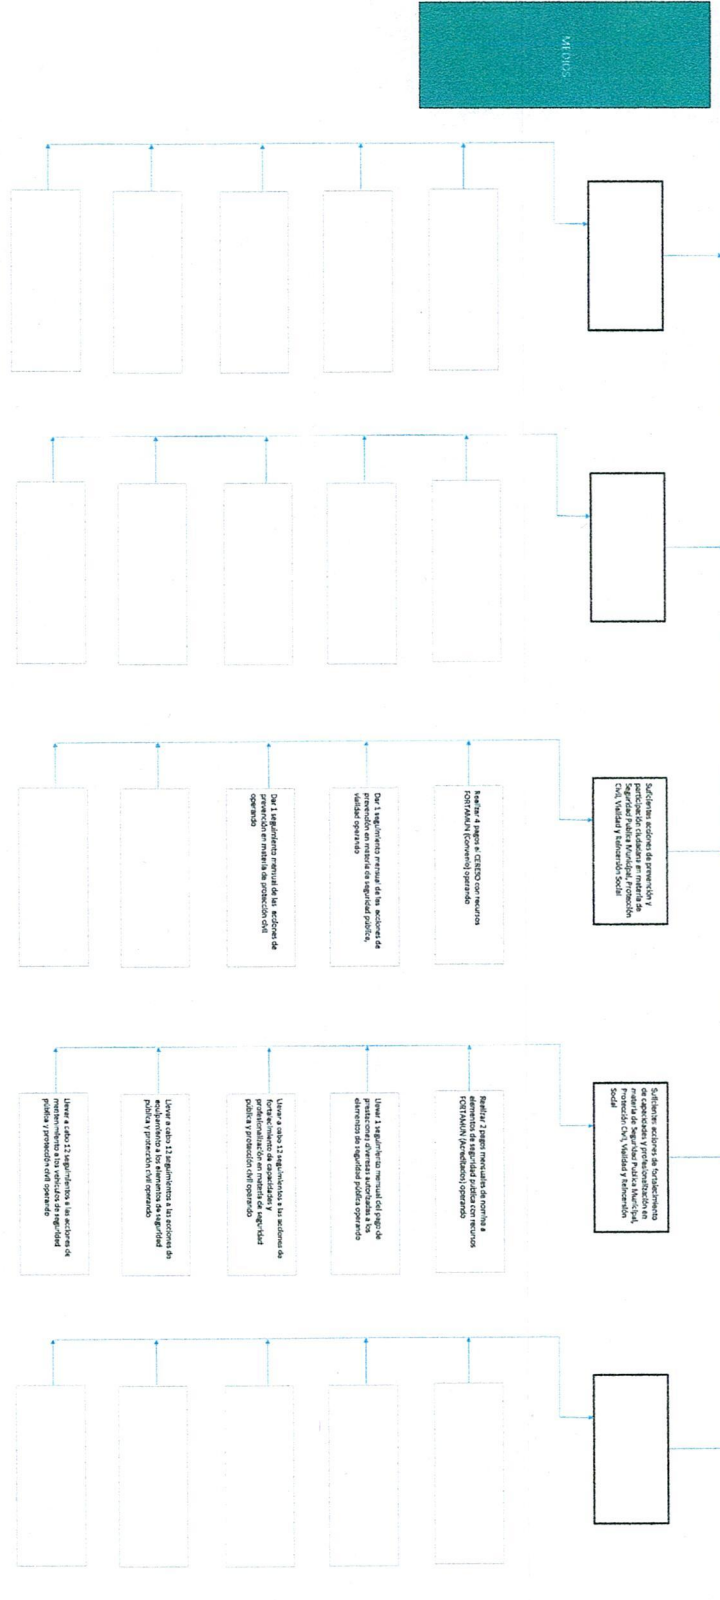 MEDIOS
Suficientes acciones de prevención y
participación ciudadana en materia de
Seguridad Publica Municipal, Protección
Civil, Vialidad y Reincersión Social
Realizar 4 pagos al CERESO con recursos
FORTAMUN (Convenio) operando
Dar 1 seguimiento mensual de las acciones de
prevención en materia de seguridad pública,
vialidad operando
Dar 1 seguimiento mensual de las acciones de
prevención en materia de protección civil
operando
Suficientes acciones de fortalecimiento
de capacidades y profesionalización en
materia de Seguridad Publica Municipal,
Protección Civil, Vialidad y Reincersión
Social
Realizar 2 pagos mensuales de nomina a
elementos de seguridad publica con recursos
FORTAMUN (Acreditados) operando
Llevar 1 seguimiento mensual del pago de
prestaciones diversas autorizadas a los
elementos de seguridad pública operando
Llevar a cabo 12 seguimientos a las acciones de
fortalecimiento de capacidades y
profesionalización en materia de seguridad
pública y protección civil operando
Llevar a cabo 12 seguimientos a las acciones de
equipamiento a los elementos de seguridad
pública y protección civil operando
Llevar a cabo 12 seguimientos a las acciones de
mantenimiento a los vehículos de seguridad
pública y protección civil operando